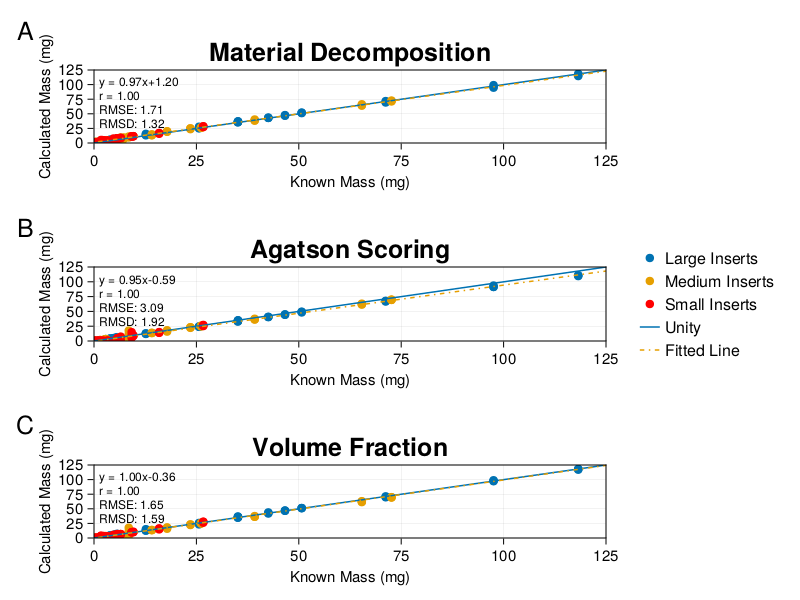 A
Material Decomposition
Calculated Mass (mg)
125
100
75
50
25
0
y = 0.97x+1.20
r = 1.00
RMSE: 1.71
RMSD: 1.32
0 25 50 75 100 125
Known Mass (mg)
B
Agatson Scoring
Calculated Mass (mg)
125
100
75
50
25
0
y = 0.95x-0.59
r = 1.00
RMSE: 3.09
RMSD: 1.92
0 25 50 75 100 125
Known Mass (mg)
Large Inserts
Medium Inserts
Small Inserts
Unity
Fitted Line
C
Volume Fraction
Calculated Mass (mg)
125
100
75
50
25
0
y = 1.00x-0.36
r = 1.00
RMSE: 1.65
RMSD: 1.59
0 25 50 75 100 125
Known Mass (mg)